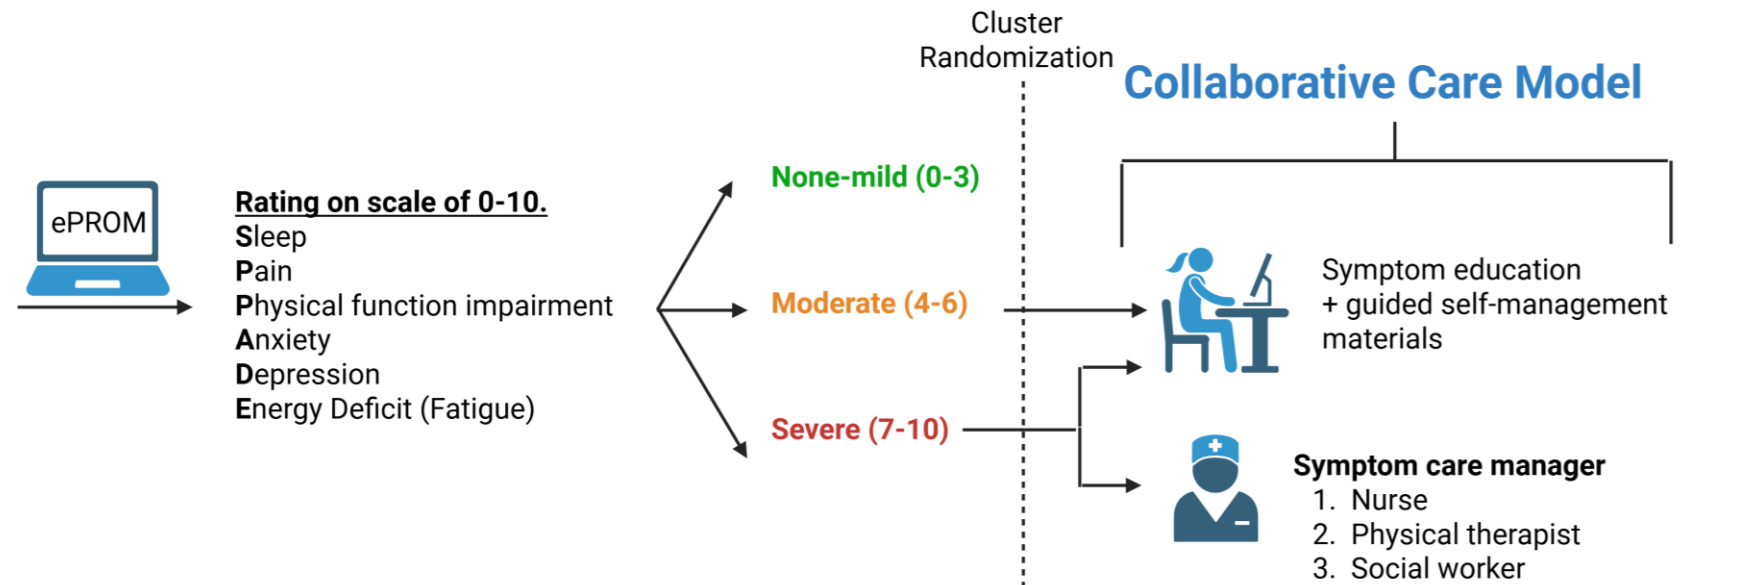 Cluster
Randomization
Collaborative Care Model
ePROM
Rating on scale of 0-10.
Sleep
Pain
Physical function impairment
Anxiety
Depression
Energy Deficit (Fatigue)
None-mild (0-3)
Moderate (4-6)
Severe (7-10)
Symptom education
+ guided self-management
materials
Symptom care manager
1. Nurse
2. Physical therapist
3. Social worker